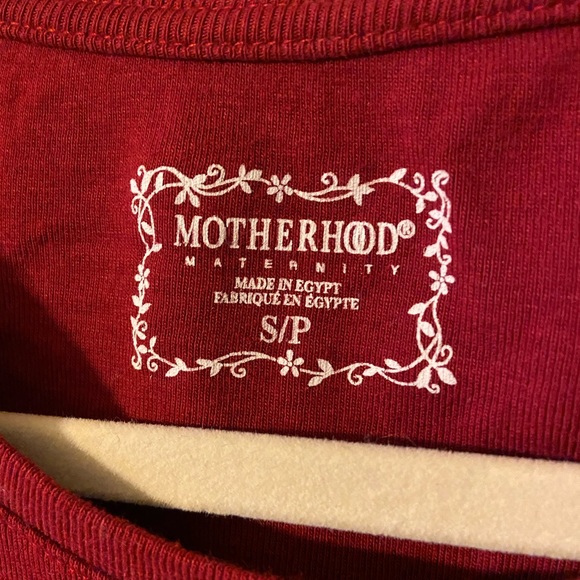 MOTHERHOOD®
MATERNITY
MADE IN EGYPT
FABRIQUÉ EN ÉGYPTE
S/P